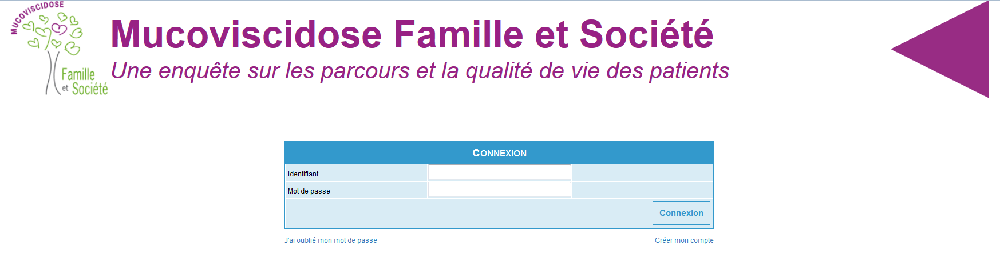 MUCOVISCIDOSE
Famille
et Société
Mucoviscidose Famille et Société
Une enquête sur les parcours et la qualité de vie des patients
CONNEXION
Identifiant
Mot de passe
Connexion
J'ai oublié mon mot de passe
Créer mon compte